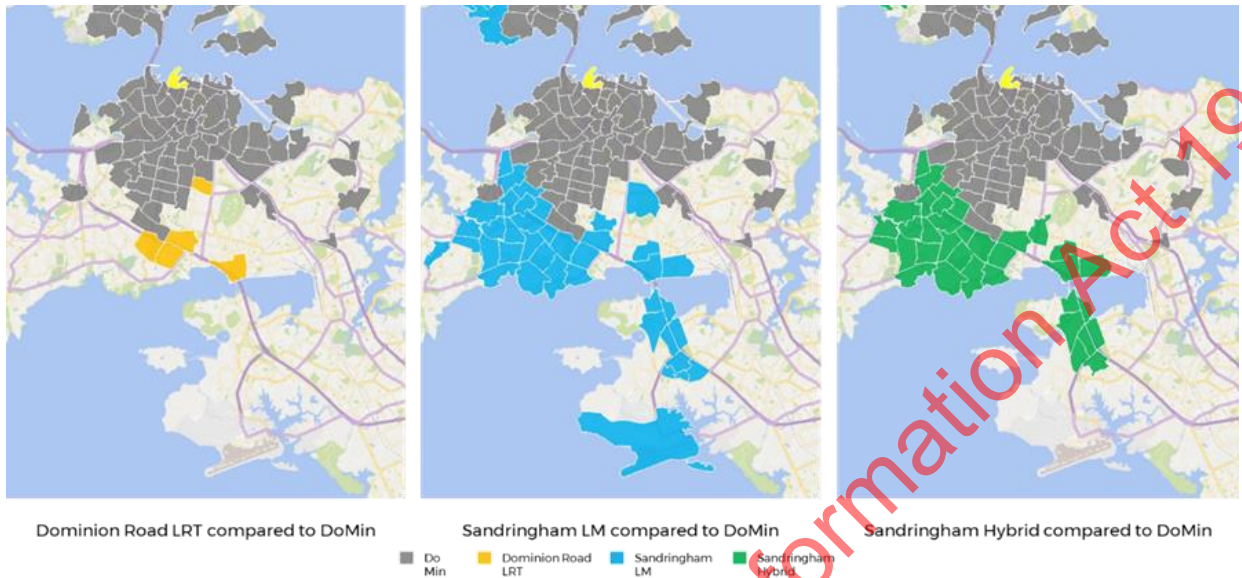 Information Act 19
Dominion Road LRT compared to DoMin
Sandringham LM compared to DoMin
Sandringham Hybrid compared to DoMin
Do
Min
Dominion Road
LRT
Sandringham
LM
Sandringham
Hybrid